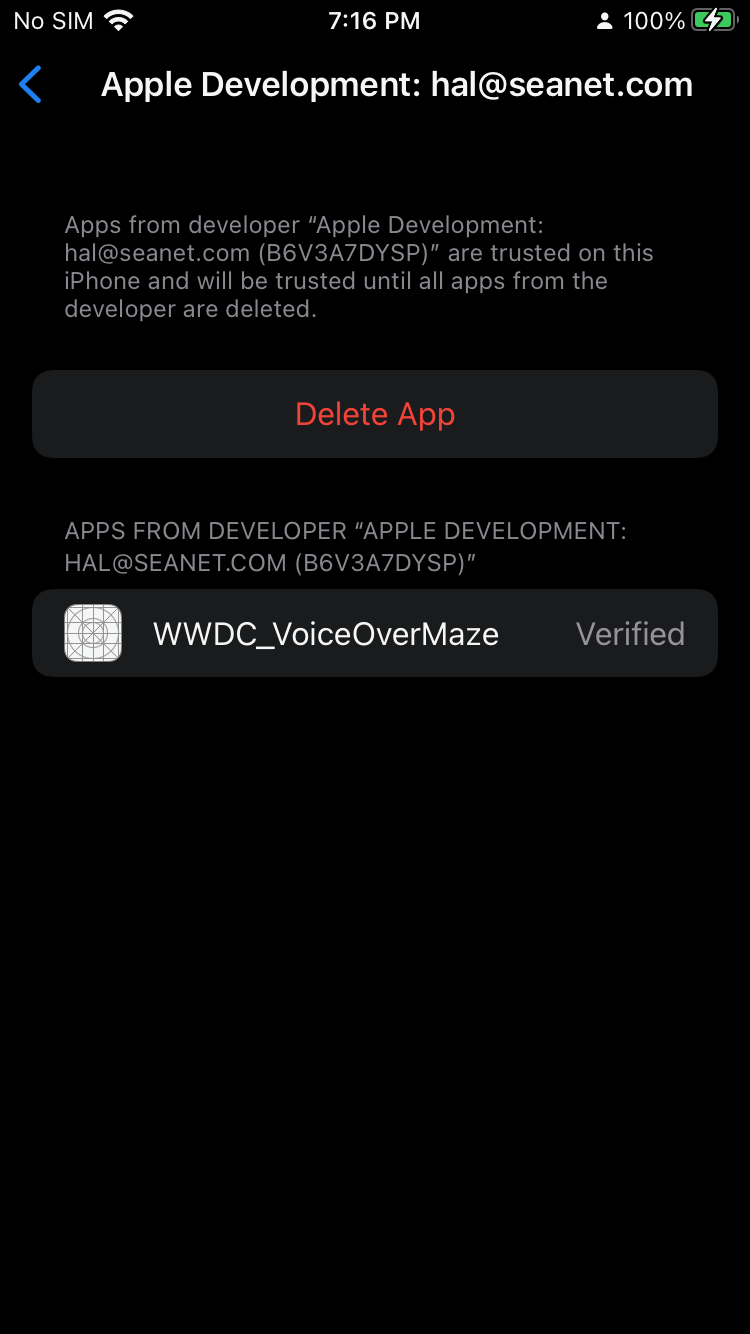 No SIM 7:16 PM 100%
Apple Development: hal@seanet.com
Apps from developer “Apple Development:
hal@seanet.com (B6V3A7DYSP)” are trusted on this
iPhone and will be trusted until all apps from the
developer are deleted.
Delete App
APPS FROM DEVELOPER “APPLE DEVELOPMENT:
HAL@SEANET.COM (B6V3A7DYSP)”
WWDC_VoiceOverMaze Verified